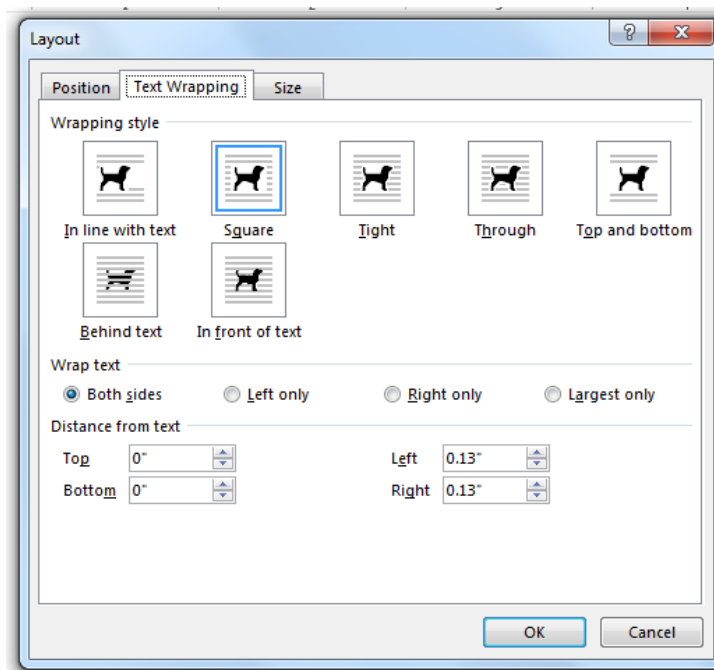 Layout
Position Text Wrapping Size
Wrapping style
In line with text Square Tight Through Top and bottom
Behind text In front of text
Wrap text
Both sides Left only Right only Largest only
Distance from text
Top 0" Left 0.13"
Bottom 0" Right 0.13"
OK Cancel